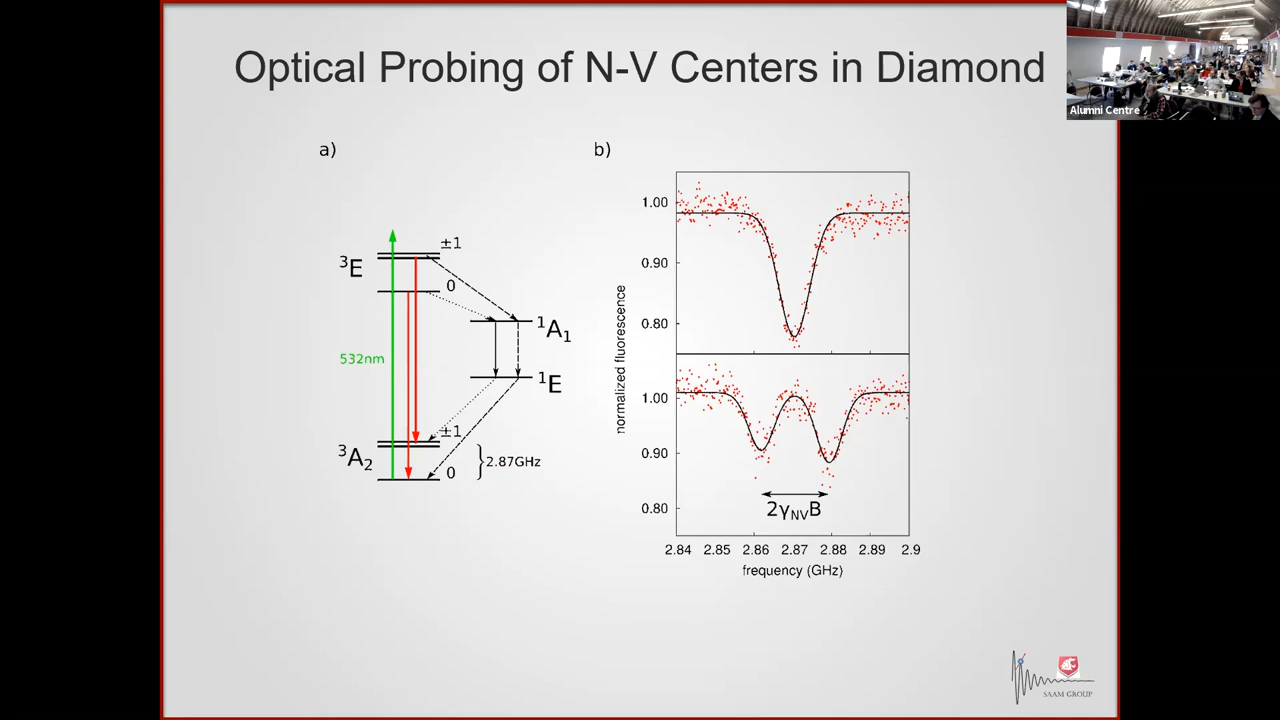 Optical Probing of N-V Centers in Diamond
Alumni Centre
a)
b)
±1
³E
0
¹A₁
532nm
¹E
±1
³A₂
2.87GHz
0
1.00
0.90
0.80
normalized fluorescence
1.00
0.90
0.80
2γNVB
2.84 2.85 2.86 2.87 2.88 2.89 2.9
frequency (GHz)
SAAM GROUP